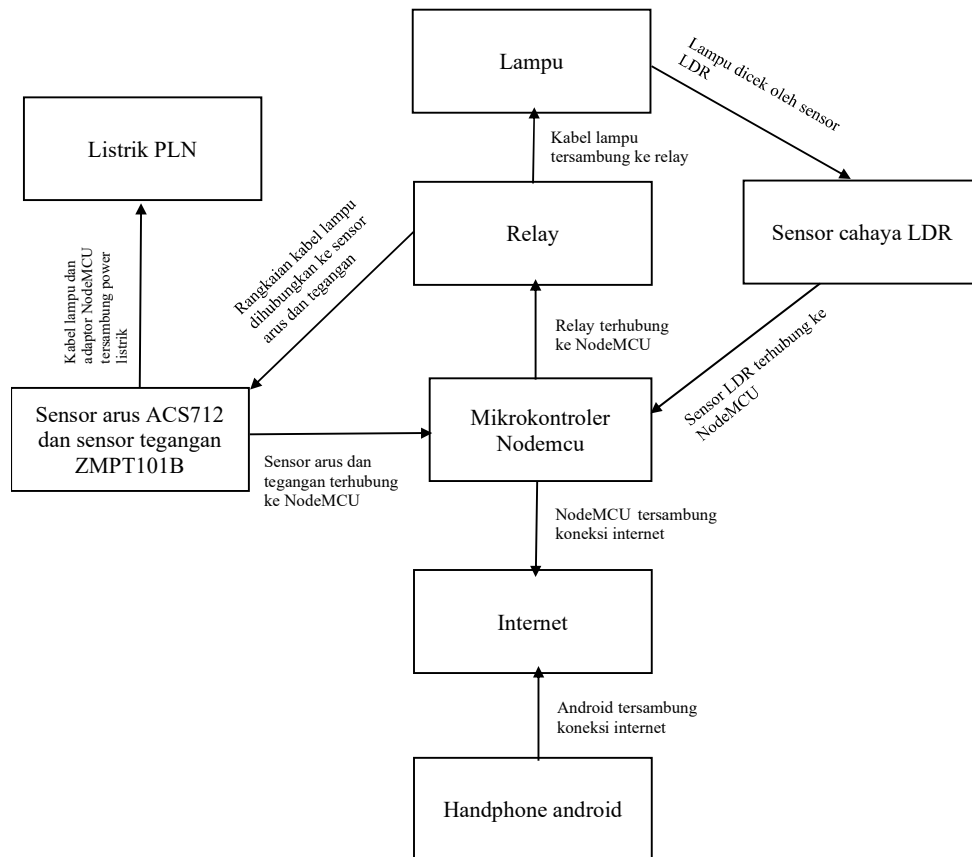 Lampu
Lampu dicek oleh sensor
LDR
Listrik PLN
Kabel lampu
tersambung ke relay
Relay
Sensor cahaya LDR
Rangkaian kabel lampu
dihubungkan ke sensor
arus dan tegangan
Kabel lampu dan
adaptor NodeMCU
tersambung power
listrik
Relay terhubung
ke NodeMCU
Sensor LDR terhubung ke
NodeMCU
Sensor arus ACS712
dan sensor tegangan
ZMPT101B
Mikrokontroler
Nodemcu
Sensor arus dan
tegangan terhubung
ke NodeMCU
NodeMCU tersambung
koneksi internet
Internet
Android tersambung
koneksi internet
Handphone android